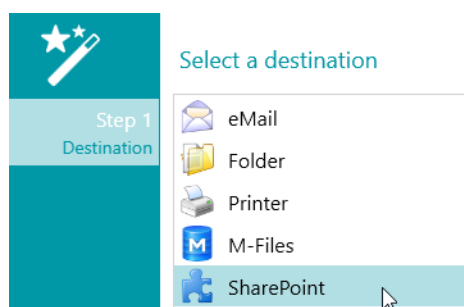 Select a destination
Step 1
Destination
eMail
Folder
Printer
M
M-Files
SharePoint